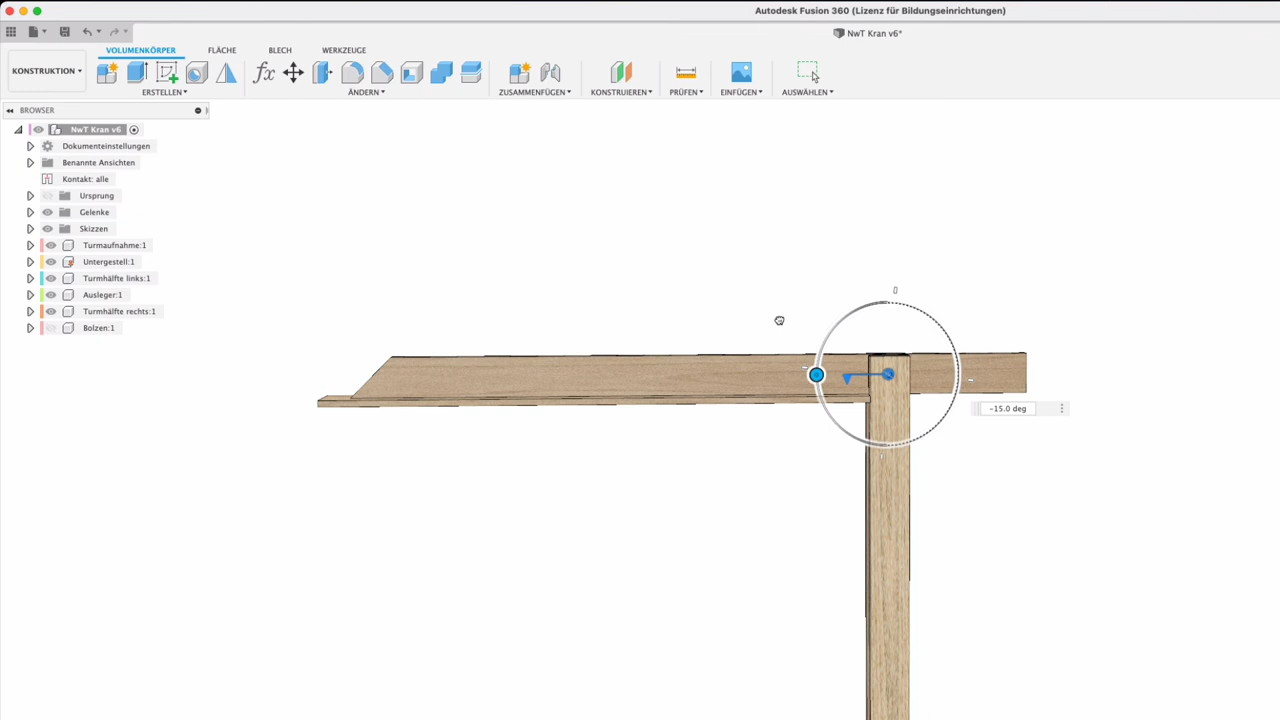 Autodesk Fusion 360 (Lizenz für Bildungseinrichtungen)
NwT Kran v6*
VOLUMENKÖRPER FLÄCHE BLECH WERKZEUGE
KONSTRUKTION
ERSTELLEN ÄNDERN ZUSAMMENFÜGEN KONSTRUIEREN PRÜFEN EINFÜGEN AUSWÄHLEN
BROWSER
NwT Kran v6
Dokumenteinstellungen
Benannte Ansichten
Kontakt: alle
Ursprung
Gelenke
Skizzen
Turmaufnahme:1
Untergestell:1
Turmhälfte links:1
Ausleger:1
Turmhälfte rechts:1
Bolzen:1
-15.0 deg